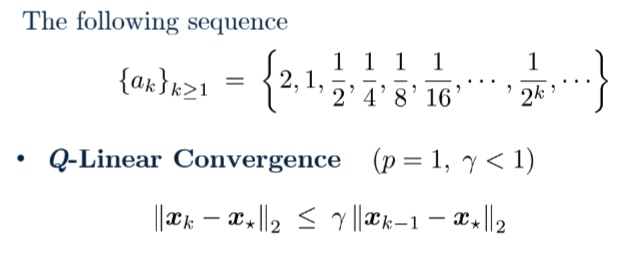 The following sequence
{a_k}_{k≥1} = {2, 1, 1/2, 1/4, 1/8, 1/16, ⋯, 1/2^k, ⋯}
• Q-Linear Convergence (p = 1, γ < 1)
‖x_k − x_⋆‖_2 ≤ γ ‖x_{k−1} − x_⋆‖_2